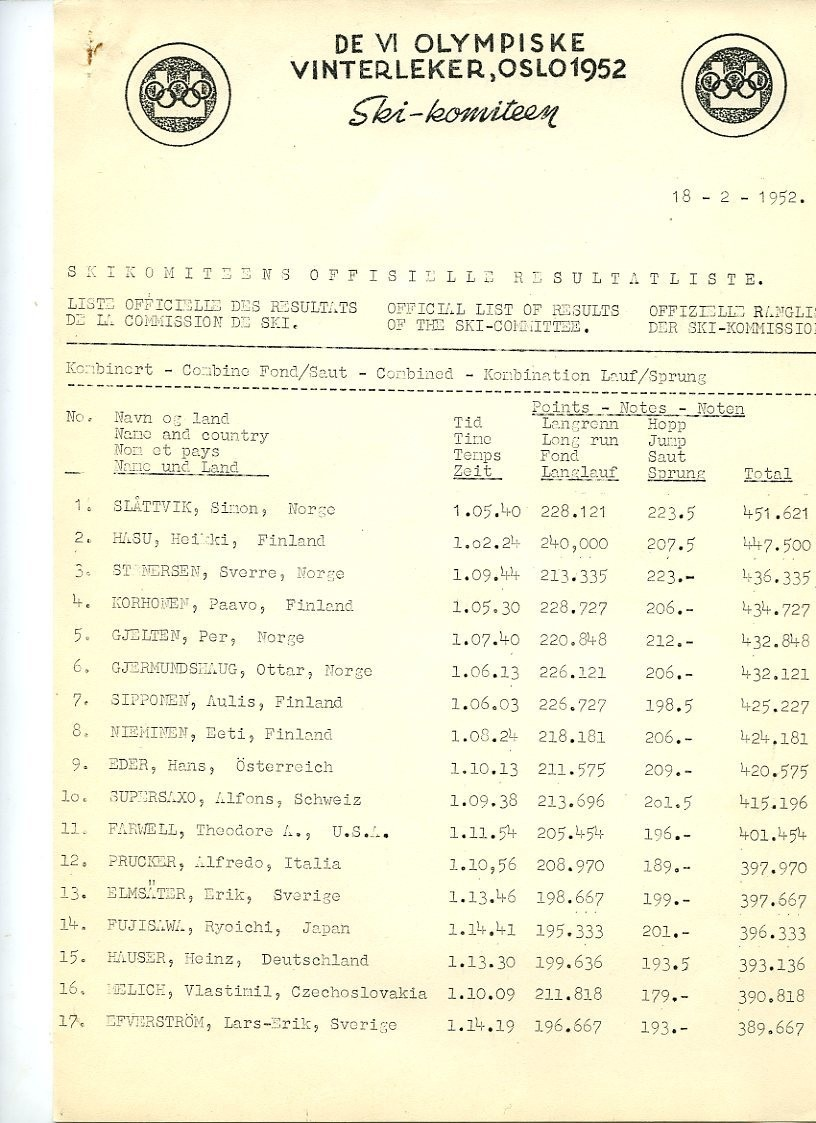 DE VI OLYMPISKE
VINTERLEKER, OSLO 1952
Ski-komiteen
18 - 2 - 1952.
SKIKOMITEENS OFFISIELLE RESULTATLISTE.
LISTE OFFICIELLE DES RESULTATS OFFICIAL LIST OF RESULTS OFFIZIELLE RANGLIS
DE LA COMMISSION DE SKI. OF THE SKI-COMMITTEE. DER SKI-KOMMISSION
Kombinert - Combine Fond/Saut - Combined - Kombination Lauf/Sprung
Points - Notes - Noten
No. Navn og land Tid Langrenn Hopp
Name and country Time Long run Jump
Nom et pays Temps Fond Saut
Name und Land Zeit Langlauf Sprung Total
1. SLÅTTVIK, Simon, Norge 1.05.40 228.121 223.5 451.621
2. HASU, Heikki, Finland 1.o2.24 240,000 207.5 447.500
3. ST NERSEN, Sverre, Norge 1.09.44 213.335 223.- 436.335
4. KORHONEN, Paavo, Finland 1.05.30 228.727 206.- 434.727
5. GJELTEN, Per, Norge 1.07.40 220.848 212.- 432.848
6. GJERMUNDSHAUG, Ottar, Norge 1.06.13 226.121 206.- 432.121
7. SIPPONEN, Aulis, Finland 1.06.03 226.727 198.5 425.227
8. NIEMINEN, Eeti, Finland 1.08.24 218.181 206.- 424.181
9. EDER, Hans, Österreich 1.10.13 211.575 209.- 420.575
1o. SUPERSAXO, Alfons, Schweiz 1.09.38 213.696 2o1.5 415.196
11. FARWELL, Theodore A., U.S.A. 1.11.54 205.454 196.- 401.454
12. PRUCKER, Alfredo, Italia 1.10,56 208.970 189.- 397.970
13. ELMSÄTER, Erik, Sverige 1.13.46 198.667 199.- 397.667
14. FUJISAWA, Ryoichi, Japan 1.14.41 195.333 201.- 396.333
15. HAUSER, Heinz, Deutschland 1.13.30 199.636 193.5 393.136
16. MELICH, Vlastimil, Czechoslovakia 1.10.09 211.818 179.- 390.818
17. EFVERSTRÖM, Lars-Erik, Sverige 1.14.19 196.667 193.- 389.667